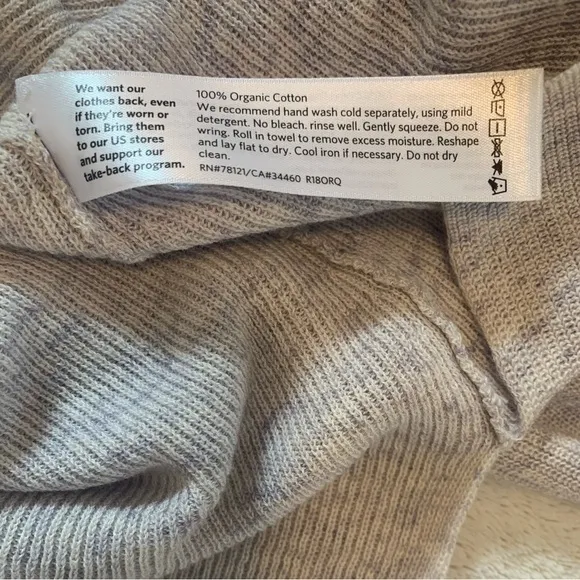 We want our
clothes back, even
if they're worn or
torn. Bring them
to our US stores
and support our
take-back program.
100% Organic Cotton
We recommend hand wash cold separately, using mild
detergent. No bleach. rinse well. Gently squeeze. Do not
wring. Roll in towel to remove excess moisture. Reshape
and lay flat to dry. Cool iron if necessary. Do not dry
clean.
RN#78121/CA#34460 R18ORQ